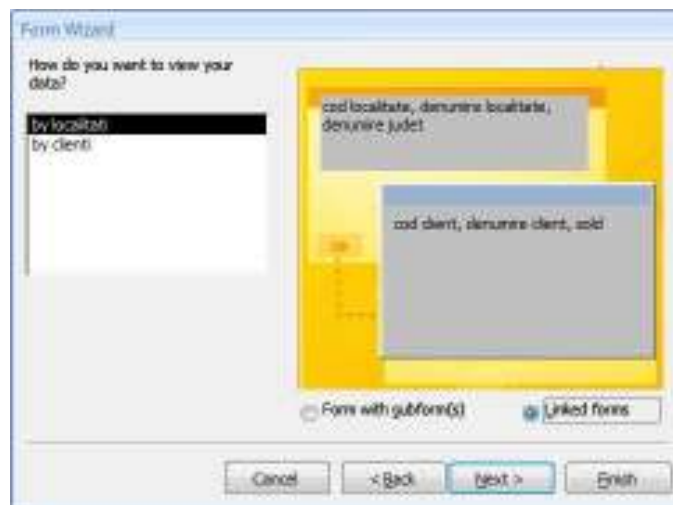 Form Wizard
How do you want to view your
data?
by localitati
by clienti
cod localitate, denumire localitate,
denumire judet
cod client, denumire client, sold
Form with subform(s)
Linked forms
Cancel
< Back
Next >
Finish